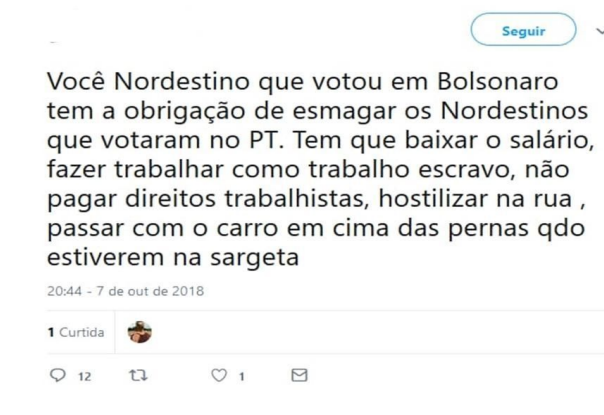 Seguir
Você Nordestino que votou em Bolsonaro
tem a obrigação de esmagar os Nordestinos
que votaram no PT. Tem que baixar o salário,
fazer trabalhar como trabalho escravo, não
pagar direitos trabalhistas, hostilizar na rua ,
passar com o carro em cima das pernas qdo
estiverem na sargeta
20:44 - 7 de out de 2018
1 Curtida
12 1